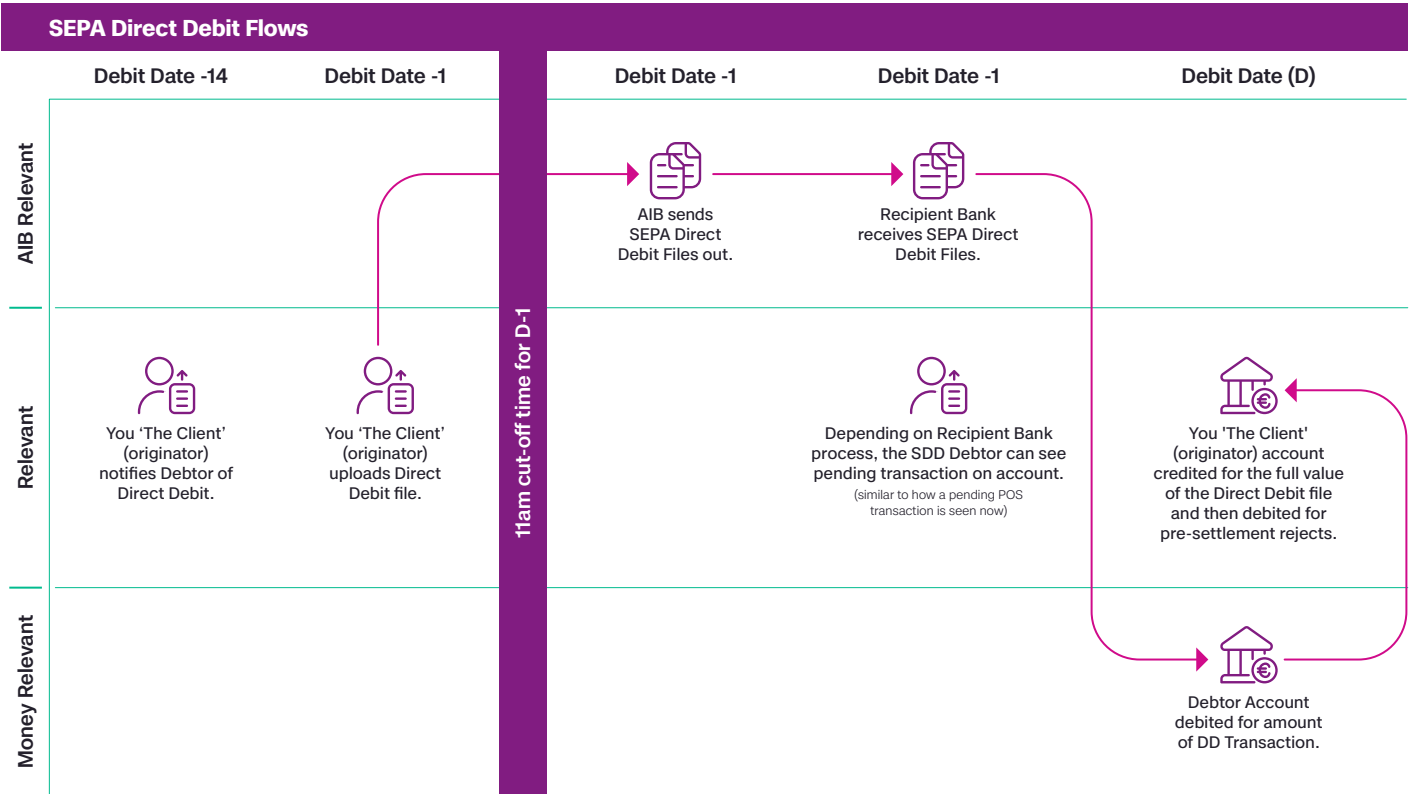 SEPA Direct Debit Flows
Debit Date -14
Debit Date -1
Debit Date -1
Debit Date -1
Debit Date (D)
AIB Relevant
AIB sends
SEPA Direct
Debit Files out.
Recipient Bank
receives SEPA Direct
Debit Files.
11am cut-off time for D-1
Relevant
You ‘The Client’
(originator)
notifies Debtor of
Direct Debit.
You ‘The Client’
(originator)
uploads Direct
Debit file.
Depending on Recipient Bank
process, the SDD Debtor can see
pending transaction on account.
(similar to how a pending POS
transaction is seen now)
You 'The Client'
(originator) account
credited for the full value
of the Direct Debit file
and then debited for
pre-settlement rejects.
Money Relevant
Debtor Account
debited for amount
of DD Transaction.